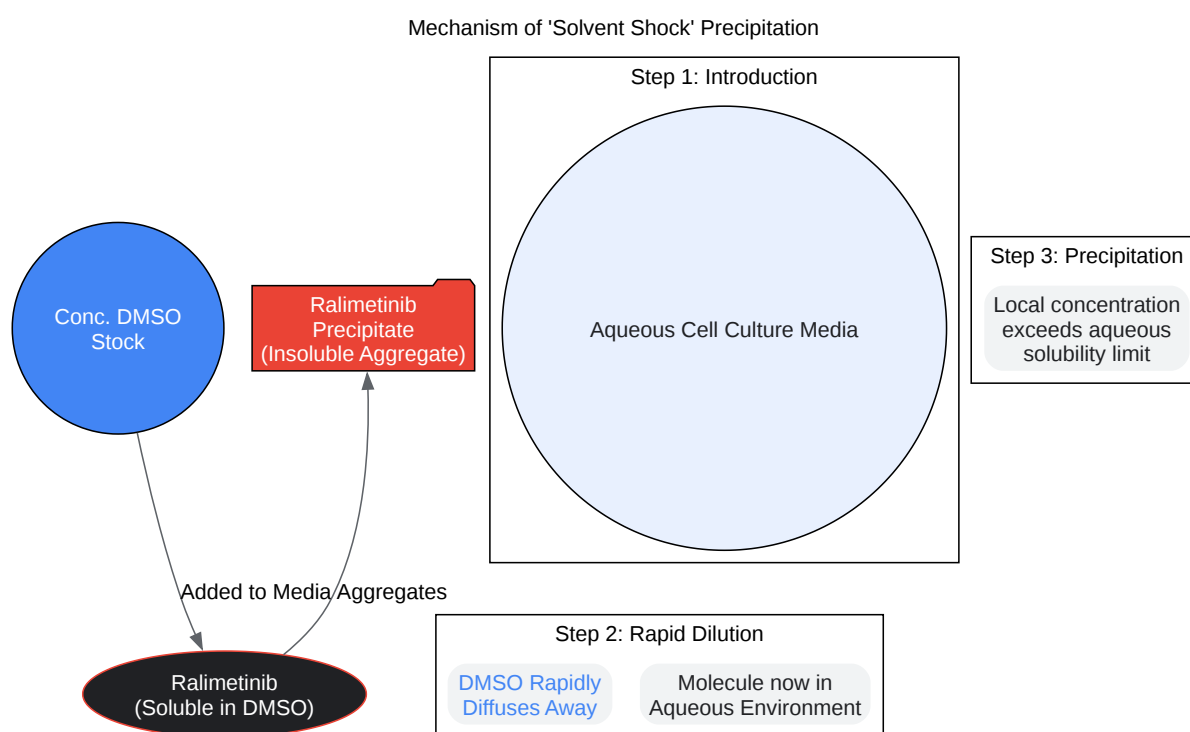 Mechanism of 'Solvent Shock' Precipitation
Step 1: Introduction
Aqueous Cell Culture Media
Conc. DMSO
Stock
Ralimetinib
Precipitate
(Insoluble Aggregate)
Step 3: Precipitation
Local concentration
exceeds aqueous
solubility limit
Added to Media
Aggregates
Ralimetinib
(Soluble in DMSO)
Step 2: Rapid Dilution
DMSO Rapidly
Diffuses Away
Molecule now in
Aqueous Environment